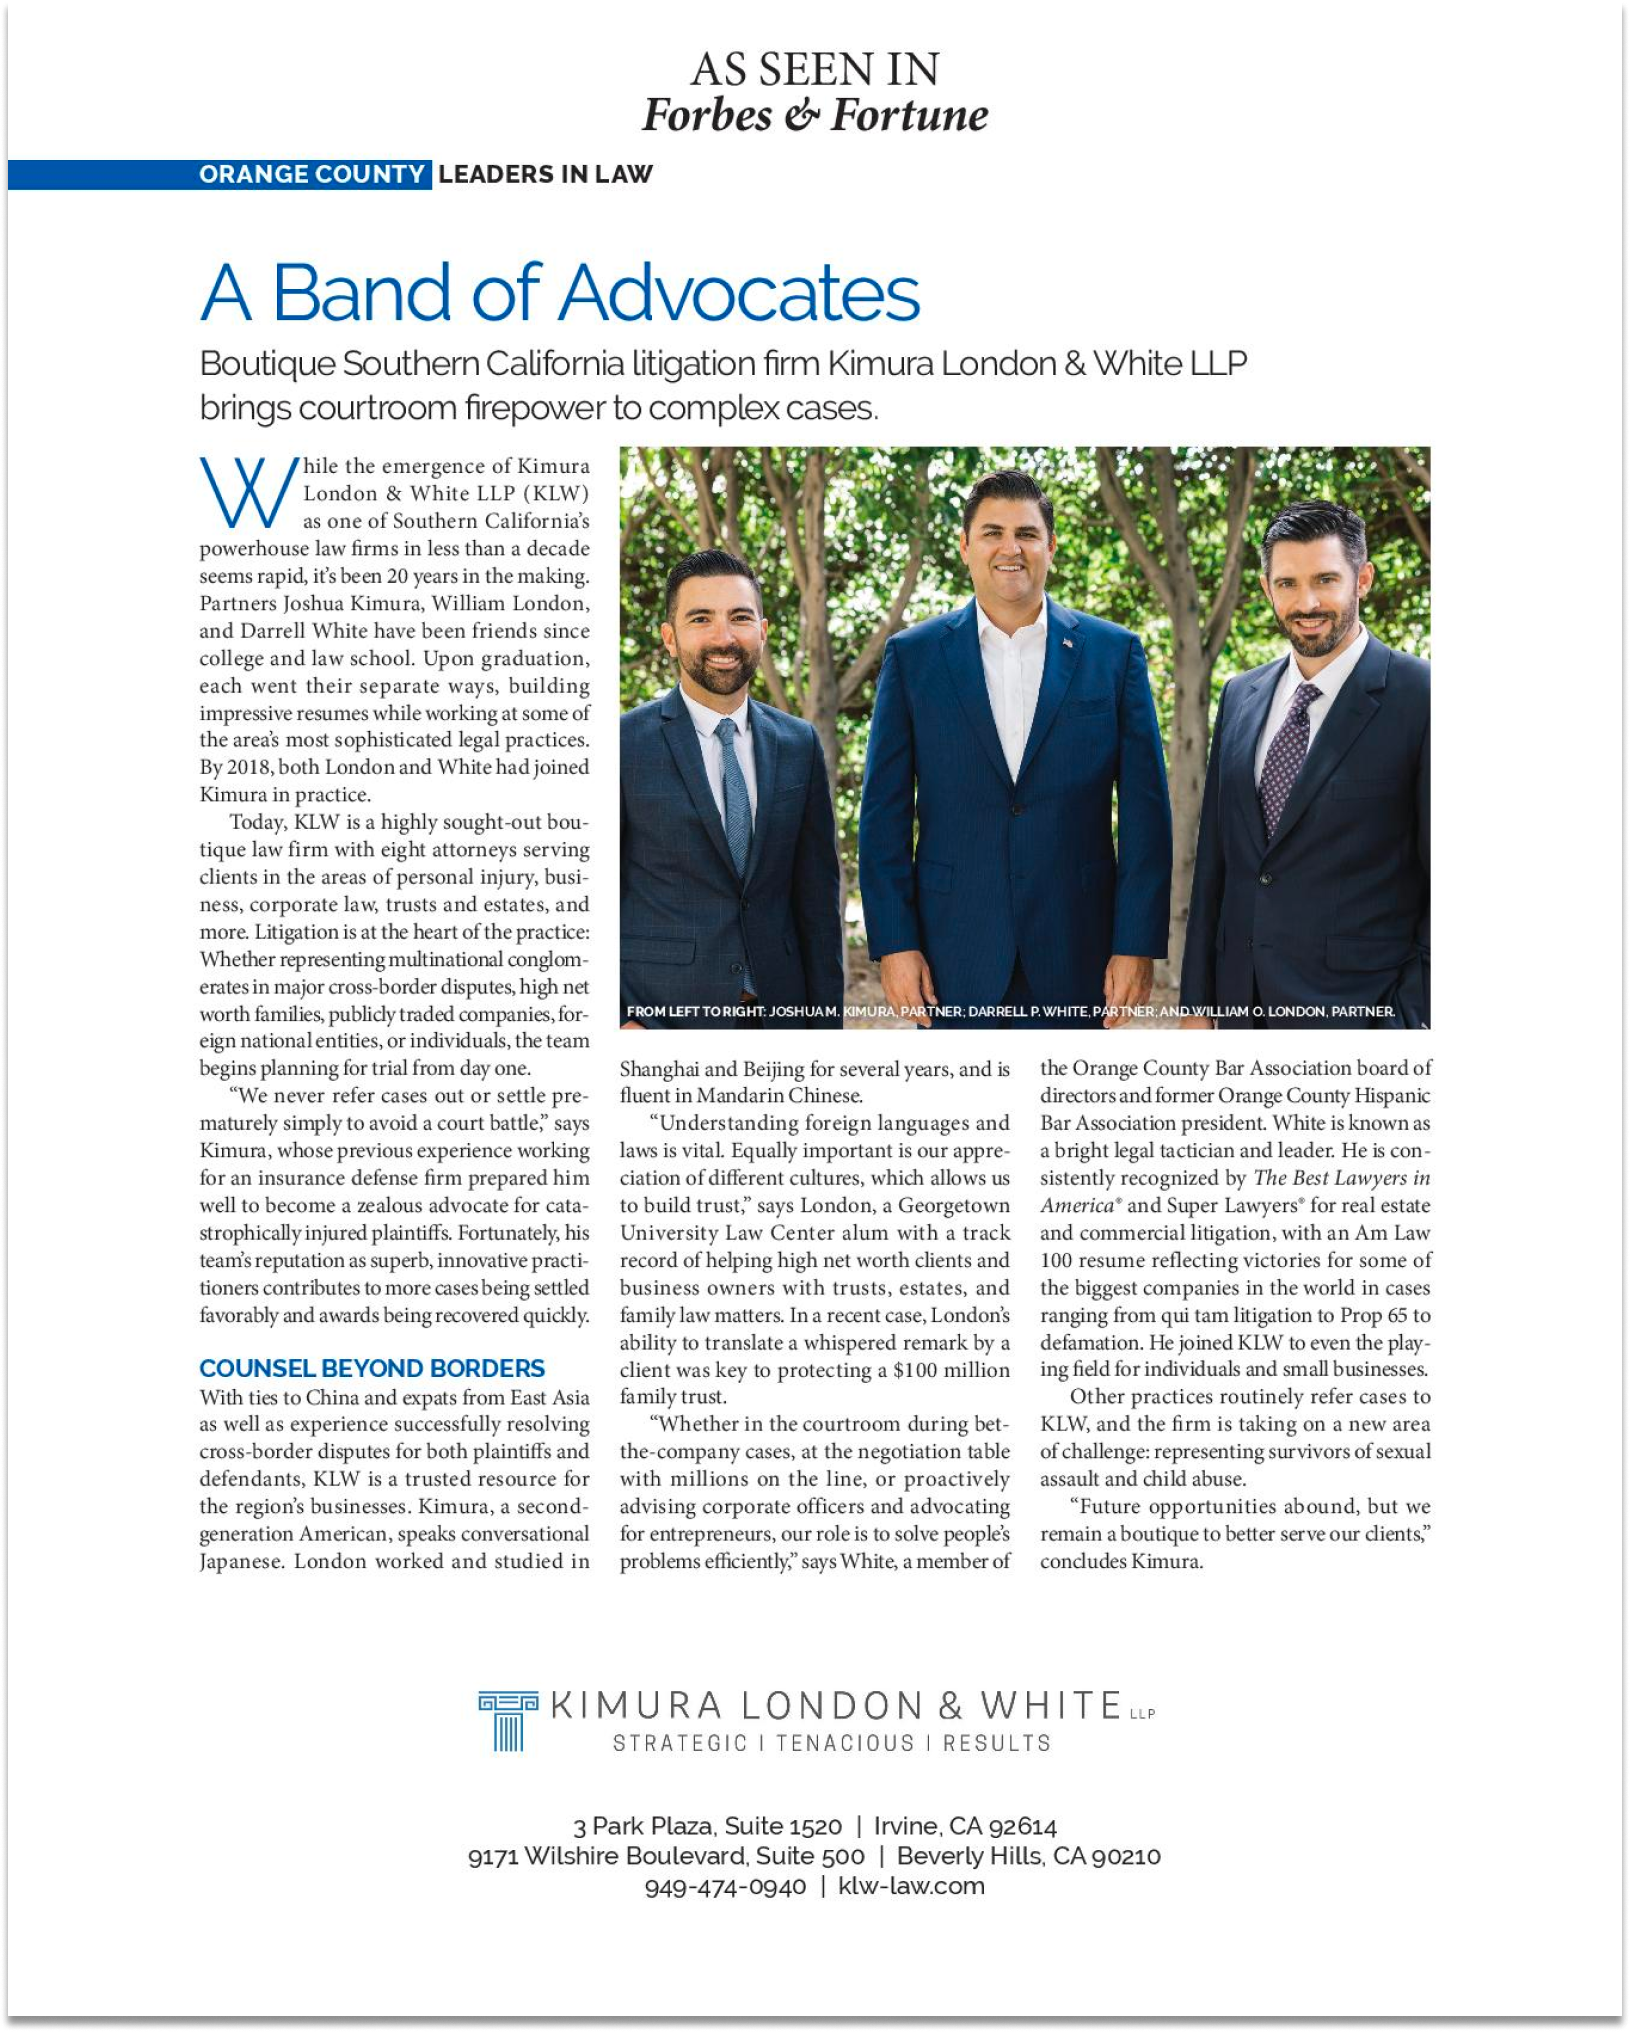 AS SEEN IN
Forbes & Fortune
ORANGE COUNTY LEADERS IN LAW
A Band of Advocates
Boutique Southern California litigation firm Kimura London & White LLP
brings courtroom firepower to complex cases.
While the emergence of Kimura
London & White LLP (KLW)
as one of Southern California's
powerhouse law firms in less than a decade
seems rapid, it's been 20 years in the making.
Partners Joshua Kimura, William London,
and Darrell White have been friends since
college and law school. Upon graduation,
each went their separate ways, building
impressive resumes while working at some of
the area's most sophisticated legal practices.
By 2018, both London and White had joined
Kimura in practice.
Today, KLW is a highly sought-out bou-
tique law firm with eight attorneys serving
clients in the areas of personal injury, busi-
ness, corporate law, trusts and estates, and
more. Litigation is at the heart of the practice:
Whether representing multinational conglom-
erates in major cross-border disputes, high net
worth families, publicly traded companies, for-
eign national entities, or individuals, the team
begins planning for trial from day one.
“We never refer cases out or settle pre-
maturely simply to avoid a court battle,” says
Kimura, whose previous experience working
for an insurance defense firm prepared him
well to become a zealous advocate for cata-
strophically injured plaintiffs. Fortunately, his
team's reputation as superb, innovative practi-
tioners contributes to more cases being settled
favorably and awards being recovered quickly.
COUNSEL BEYOND BORDERS
With ties to China and expats from East Asia
as well as experience successfully resolving
cross-border disputes for both plaintiffs and
defendants, KLW is a trusted resource for
the region's businesses. Kimura, a second-
generation American, speaks conversational
Japanese. London worked and studied in
FROM LEFT TO RIGHT: JOSHUA M. KIMURA, PARTNER; DARRELL P. WHITE, PARTNER; AND WILLIAM O. LONDON, PARTNER.
Shanghai and Beijing for several years, and is
fluent in Mandarin Chinese.
“Understanding foreign languages and
laws is vital. Equally important is our appre-
ciation of different cultures, which allows us
to build trust,” says London, a Georgetown
University Law Center alum with a track
record of helping high net worth clients and
business owners with trusts, estates, and
family law matters. In a recent case, London's
ability to translate a whispered remark by a
client was key to protecting a $100 million
family trust.
“Whether in the courtroom during bet-
the-company cases, at the negotiation table
with millions on the line, or proactively
advising corporate officers and advocating
for entrepreneurs, our role is to solve people's
problems efficiently,” says White, a member of
the Orange County Bar Association board of
directors and former Orange County Hispanic
Bar Association president. White is known as
a bright legal tactician and leader. He is con-
sistently recognized by The Best Lawyers in
America® and Super Lawyers® for real estate
and commercial litigation, with an Am Law
100 resume reflecting victories for some of
the biggest companies in the world in cases
ranging from qui tam litigation to Prop 65 to
defamation. He joined KLW to even the play-
ing field for individuals and small businesses.
Other practices routinely refer cases to
KLW, and the firm is taking on a new area
of challenge: representing survivors of sexual
assault and child abuse.
“Future opportunities abound, but we
remain a boutique to better serve our clients,”
concludes Kimura.
KIMURA LONDON & WHITE LLP
STRATEGIC | TENACIOUS | RESULTS
3 Park Plaza, Suite 1520 | Irvine, CA 92614
9171 Wilshire Boulevard, Suite 500 | Beverly Hills, CA 90210
949-474-0940 | klw-law.com